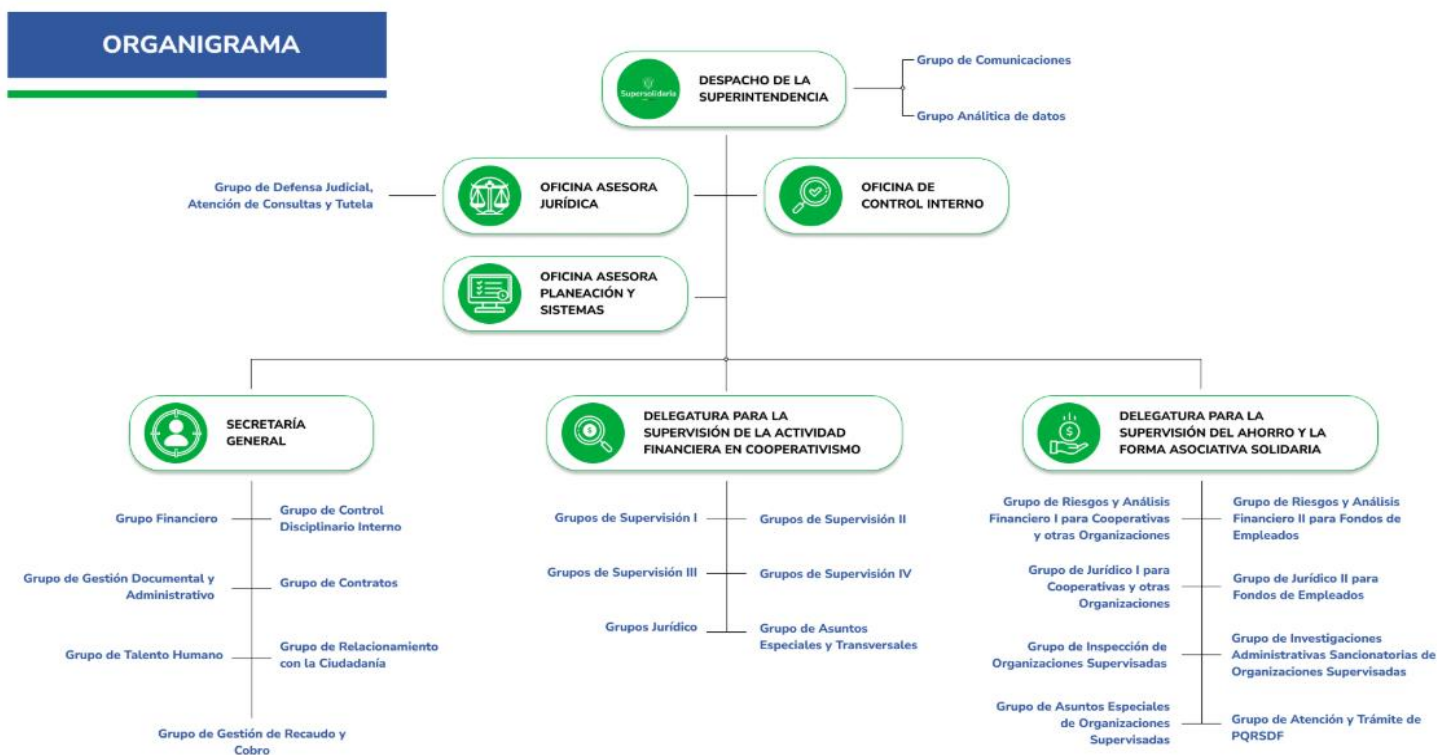 ORGANIGRAMA
Supersolidaria
DESPACHO DE LA
SUPERINTENDENCIA
Grupo de Comunicaciones
Grupo Análitica de datos
Grupo de Defensa Judicial,
Atención de Consultas y Tutela
OFICINA ASESORA
JURÍDICA
OFICINA DE
CONTROL INTERNO
OFICINA ASESORA
PLANEACIÓN Y
SISTEMAS
SECRETARÍA
GENERAL
Grupo Financiero
Grupo de Control
Disciplinario Interno
Grupo de Gestión Documental y
Administrativo
Grupo de Contratos
Grupo de Talento Humano
Grupo de Relacionamiento
con la Ciudadanía
Grupo de Gestión de Recaudo y
Cobro
DELEGATURA PARA LA
SUPERVISIÓN DE LA ACTIVIDAD
FINANCIERA EN COOPERATIVISMO
Grupos de Supervisión I
Grupos de Supervisión II
Grupos de Supervisión III
Grupos de Supervisión IV
Grupos Jurídico
Grupo de Asuntos
Especiales y Transversales
DELEGATURA PARA LA
SUPERVISIÓN DEL AHORRO Y LA
FORMA ASOCIATIVA SOLIDARIA
Grupo de Riesgos y Análisis
Financiero I para Cooperativas
y otras Organizaciones
Grupo de Riesgos y Análisis
Financiero II para Fondos de
Empleados
Grupo de Jurídico I para
Cooperativas y otras
Organizaciones
Grupo de Jurídico II para
Fondos de Empleados
Grupo de Inspección de
Organizaciones Supervisadas
Grupo de Investigaciones
Administrativas Sancionatorias de
Organizaciones Supervisadas
Grupo de Asuntos Especiales
de Organizaciones
Supervisadas
Grupo de Atención y Trámite de
PQRSDF